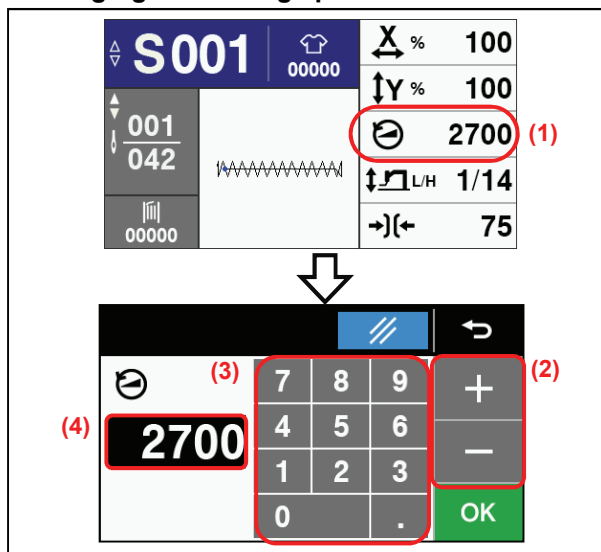 S001
00000
X % 100
Y % 100
2700 (1)
001
042
L/H 1/14
00000
75
(3)
(2)
(4)
2700
7 8 9
4 5 6
1 2 3
0 .
+
−
OK